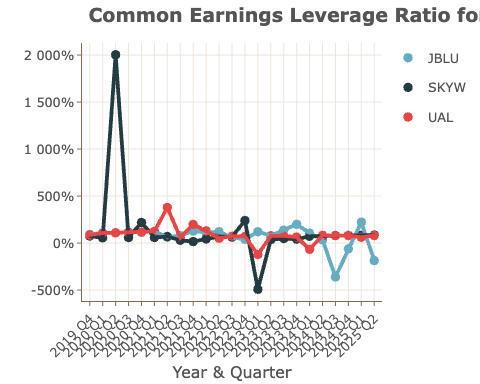 Common Earnings Leverage Ratio for
2 000%
1 500%
1 000%
500%
0%
-500%
JBLU
SKYW
UAL
2019 Q4
2020 Q1
2020 Q2
2020 Q3
2020 Q4
2021 Q1
2021 Q2
2021 Q3
2021 Q4
2022 Q1
2022 Q2
2022 Q3
2022 Q4
2023 Q1
2023 Q2
2023 Q3
2023 Q4
2024 Q1
2024 Q2
2024 Q3
2024 Q4
2025 Q1
2025 Q2
Year & Quarter